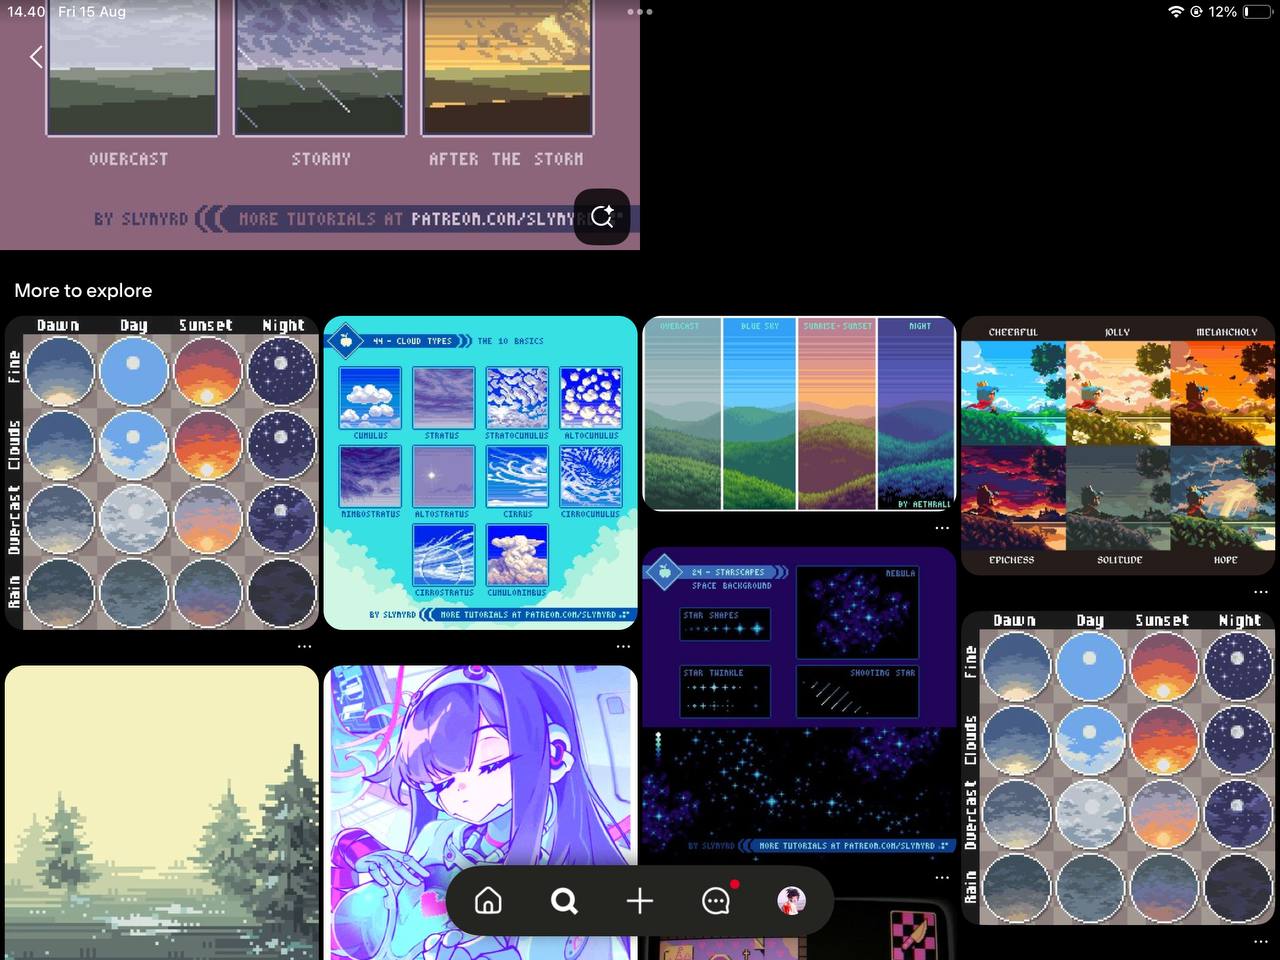 14.40 Fri 15 Aug
12%
OVERCAST STORMY AFTER THE STORM
BY SLYNYRD MORE TUTORIALS AT PATREON.COM/SLYNYR
More to explore
Dawn Day Sunset Night
Fine
Clouds
Overcast
Rain
44 - CLOUD TYPES THE 10 BASICS
CUMULUS STRATUS STRATOCUMULUS ALTOCUMULUS
NIMBOSTRATUS ALTOSTRATUS CIRRUS CIRROCUMULUS
CIRROSTRATUS CUMULONIMBUS
BY SLYNYRD MORE TUTORIALS AT PATREON.COM/SLYNYRD
OVERCAST BLUE SKY SUNRISE-SUNSET NIGHT
BY AETHRALL
CHEERFUL JOLLY MELANCHOLY
EPICNESS SOLITUDE HOPE
24 - STARSCAPES
SPACE BACKGROUND
NEBULA
STAR SHAPES
STAR TWINKLE
SHOOTING STAR
BY SLYNYRD MORE TUTORIALS AT PATREON.COM/SLYNYRD
Dawn Day Sunset Night
Fine
Clouds
Overcast
Rain